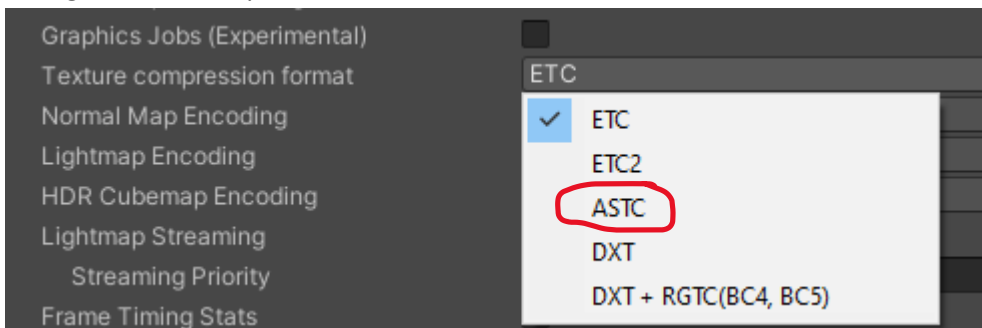 Graphics Jobs (Experimental)
Texture compression format ETC
Normal Map Encoding ETC
Lightmap Encoding ETC2
HDR Cubemap Encoding ASTC
Lightmap Streaming DXT
Streaming Priority DXT + RGTC(BC4, BC5)
Frame Timing Stats